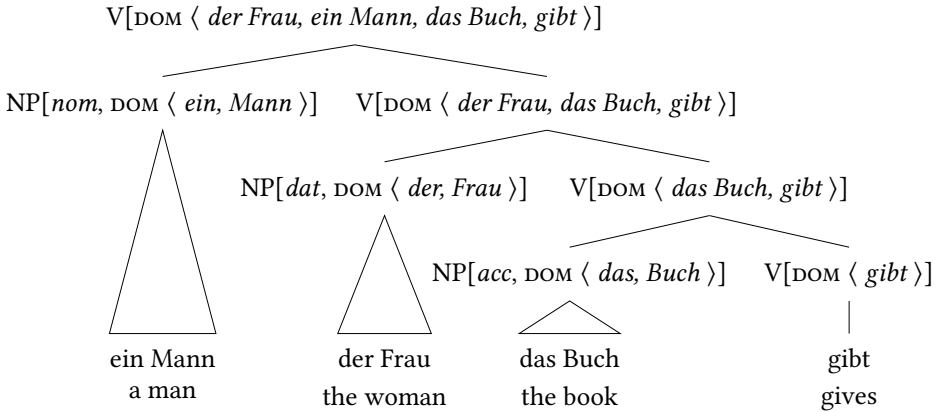 V[DOM ⟨ der Frau, ein Mann, das Buch, gibt ⟩]
NP[nom, DOM ⟨ ein, Mann ⟩] V[DOM ⟨ der Frau, das Buch, gibt ⟩]
NP[dat, DOM ⟨ der, Frau ⟩] V[DOM ⟨ das Buch, gibt ⟩]
NP[acc, DOM ⟨ das, Buch ⟩] V[DOM ⟨ gibt ⟩]
ein Mann der Frau das Buch gibt
a man the woman the book gives